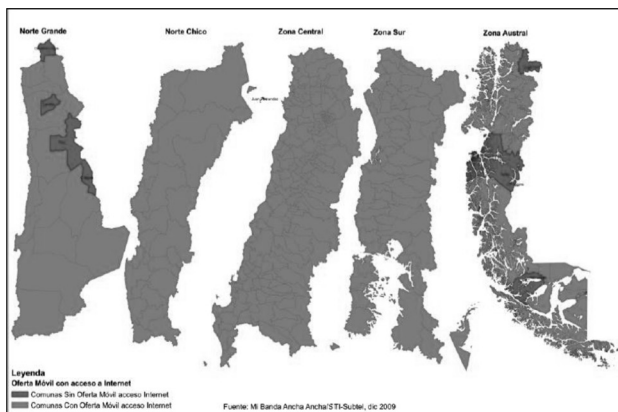 Norte Grande
Norte Chico
Zona Central
Zona Sur
Zona Austral
Leyenda
Oferta Móvil con acceso a Internet
Comunas Sin Oferta Móvil acceso Internet
Comunas Con Oferta Móvil acceso Internet
Fuente: Mi Banda Ancha Ancha/STI-Subtel, dic 2009